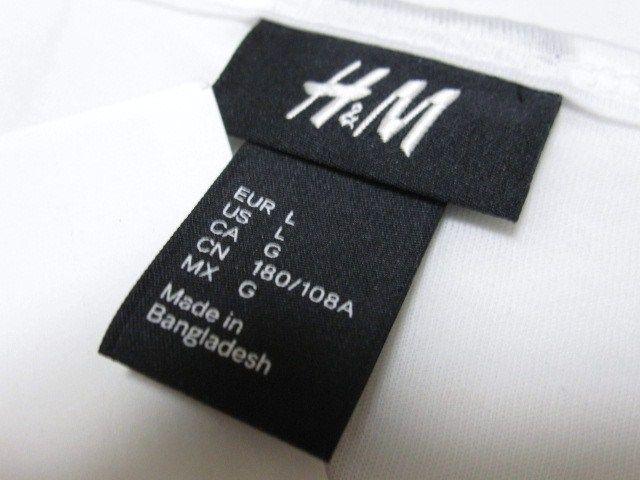 H&M
EUR L
US L
CA G
CN 180/108A
MX G
Made in
Bangladesh